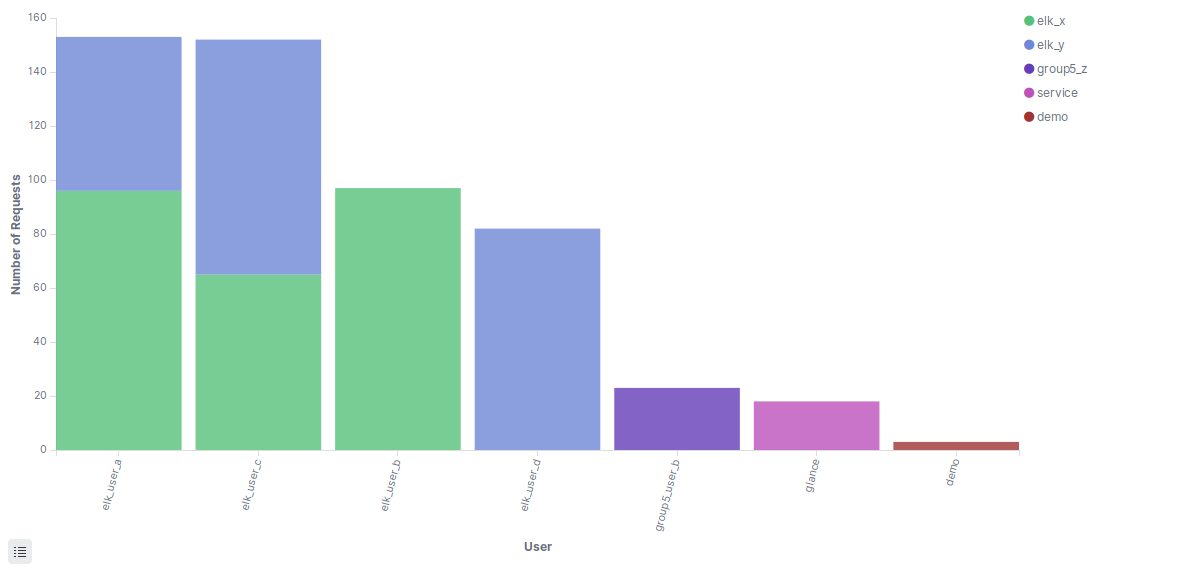 Number of Requests
160
140
120
100
80
60
40
20
0
elk_user_a
elk_user_c
elk_user_b
elk_user_d
group5_user_b
glance
demo
User
elk_x
elk_y
group5_z
service
demo